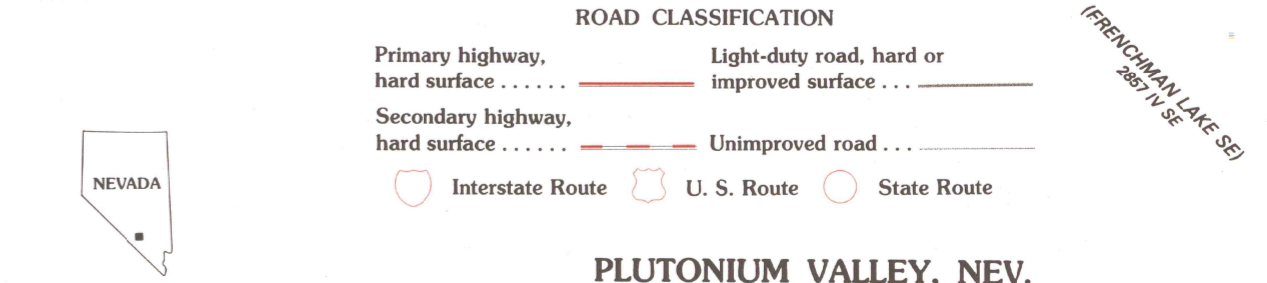 ROAD CLASSIFICATION
Primary highway,
hard surface ......
Light-duty road, hard or
improved surface ...
Secondary highway,
hard surface ......
Unimproved road ...
Interstate Route
U. S. Route
State Route
NEVADA
(FRENCHMAN LAKE SE)
2857 IV SE
PLUTONIUM VALLEY, NEV.